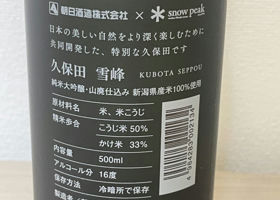 朝日酒造株式会社 × snow peak
日本の美しい自然をより深く楽しむために
共同開発した、特別な久保田です。
久保田 雪峰 KUBOTA SEPPOU
純米大吟醸・山廃仕込み 新潟県産米100%使用
原材料名 米、米こうじ
精米歩合 こうじ米 50%
かけ米 33%
内容量 500ml
アルコール分 16度
保存方法 冷暗所で保存
4984283002134